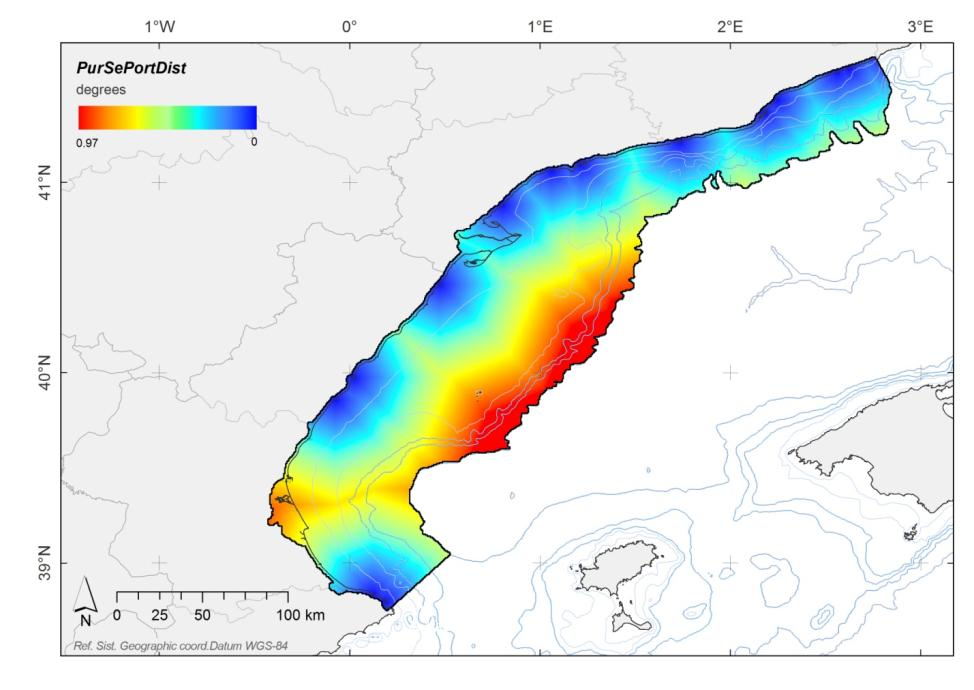 1°W 0° 1°E 2°E 3°E
PurSePortDist
degrees
0.97 0
41°N
40°N
39°N
N
0 25 50 100 km
Ref. Sist. Geographic coord.Datum WGS-84